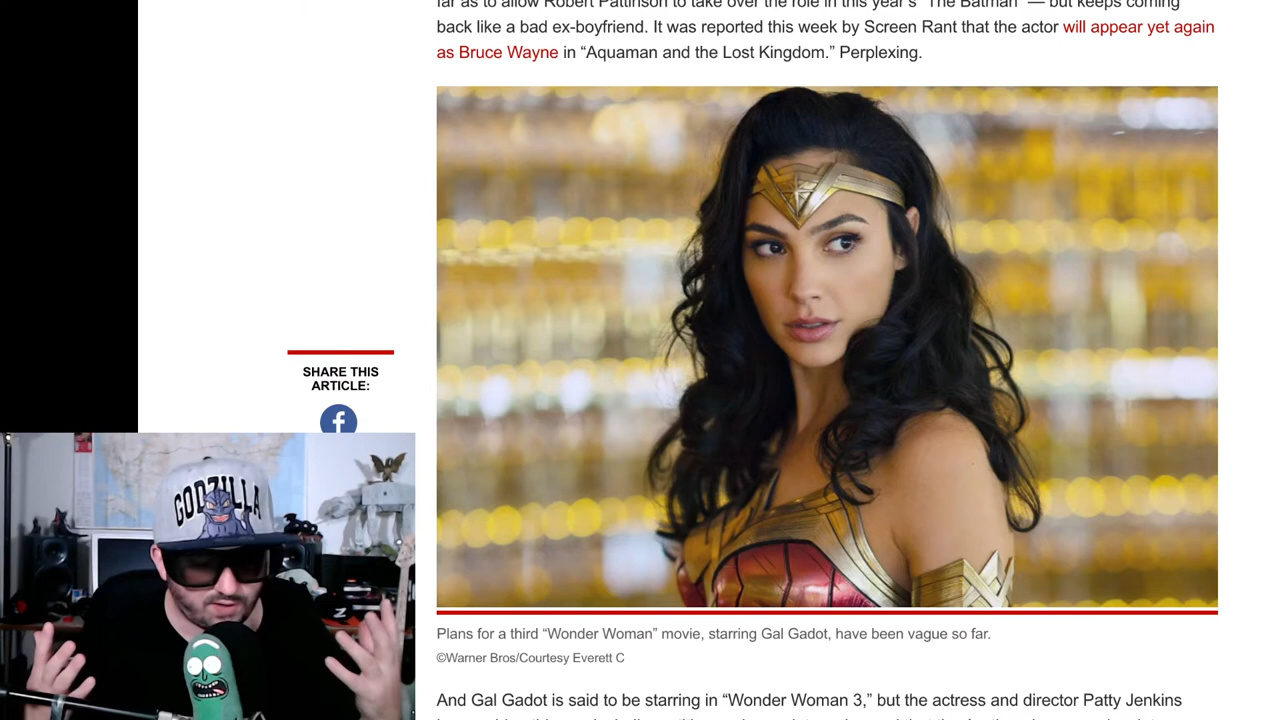 far as to allow Robert Pattinson to take over the role in this year's "The Batman" — but keeps coming
back like a bad ex-boyfriend. It was reported this week by Screen Rant that the actor will appear yet again
as Bruce Wayne in “Aquaman and the Lost Kingdom.” Perplexing.
SHARE THIS
ARTICLE:
f
GODZILLA
Plans for a third “Wonder Woman” movie, starring Gal Gadot, have been vague so far.
©Warner Bros/Courtesy Everett C
And Gal Gadot is said to be starring in “Wonder Woman 3,” but the actress and director Patty Jenkins